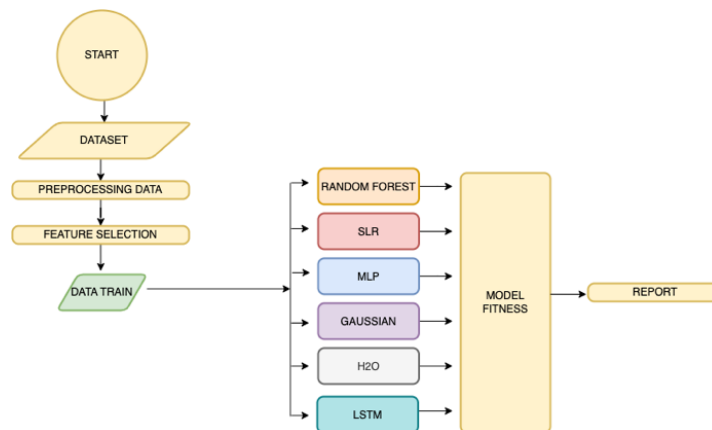 START
DATASET
PREPROCESSING DATA
FEATURE SELECTION
DATA TRAIN
RANDOM FOREST
SLR
MLP
GAUSSIAN
H2O
LSTM
MODEL
FITNESS
REPORT